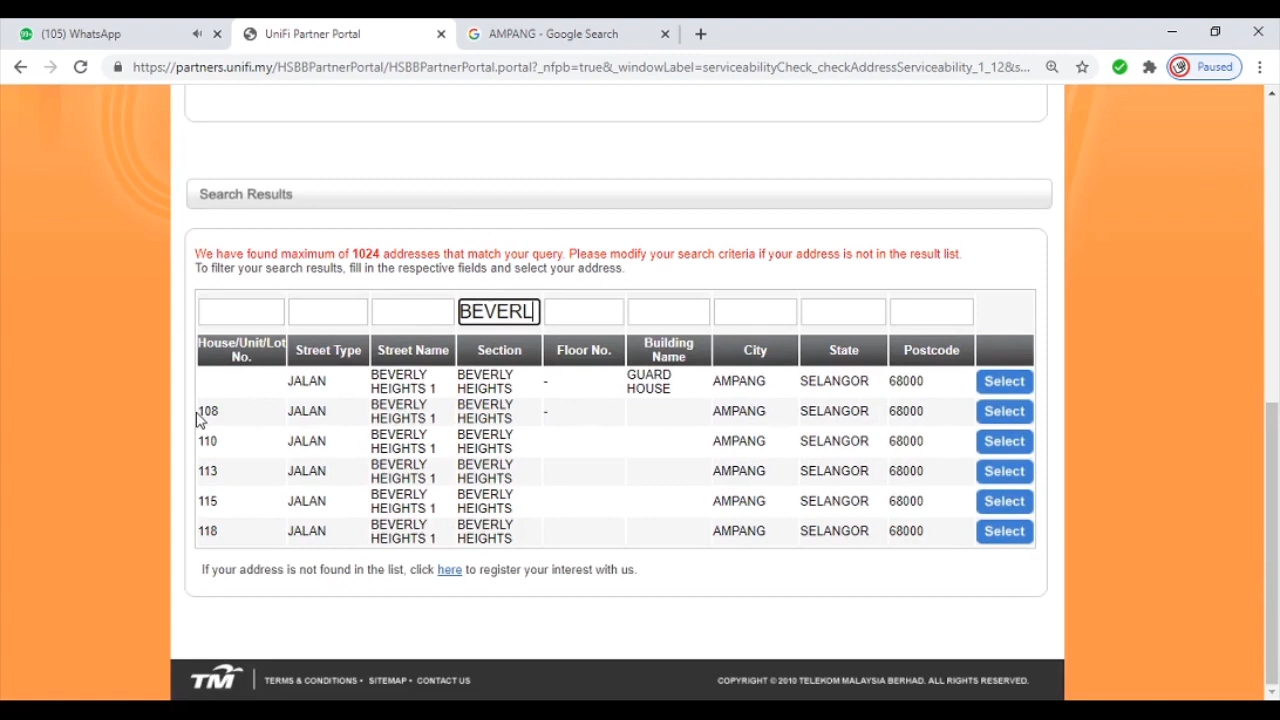 99+ (105) WhatsApp
UniFi Partner Portal
AMPANG - Google Search
https://partners.unifi.my/HSBBPartnerPortal/HSBBPartnerPortal.portal?_nfpb=true&_windowLabel=serviceabilityCheck_checkAddressServiceability_1_12&s...
Paused
Search Results
We have found maximum of 1024 addresses that match your query. Please modify your search criteria if your address is not in the result list.
To filter your search results, fill in the respective fields and select your address.
BEVERL
House/Unit/Lot No. Street Type Street Name Section Floor No. Building Name City State Postcode
JALAN BEVERLY HEIGHTS 1 BEVERLY HEIGHTS - GUARD HOUSE AMPANG SELANGOR 68000 Select
108 JALAN BEVERLY HEIGHTS 1 BEVERLY HEIGHTS - AMPANG SELANGOR 68000 Select
110 JALAN BEVERLY HEIGHTS 1 BEVERLY HEIGHTS AMPANG SELANGOR 68000 Select
113 JALAN BEVERLY HEIGHTS 1 BEVERLY HEIGHTS AMPANG SELANGOR 68000 Select
115 JALAN BEVERLY HEIGHTS 1 BEVERLY HEIGHTS AMPANG SELANGOR 68000 Select
118 JALAN BEVERLY HEIGHTS 1 BEVERLY HEIGHTS AMPANG SELANGOR 68000 Select
If your address is not found in the list, click here to register your interest with us.
TM TERMS & CONDITIONS • SITEMAP • CONTACT US COPYRIGHT © 2010 TELEKOM MALAYSIA BERHAD. ALL RIGHTS RESERVED.